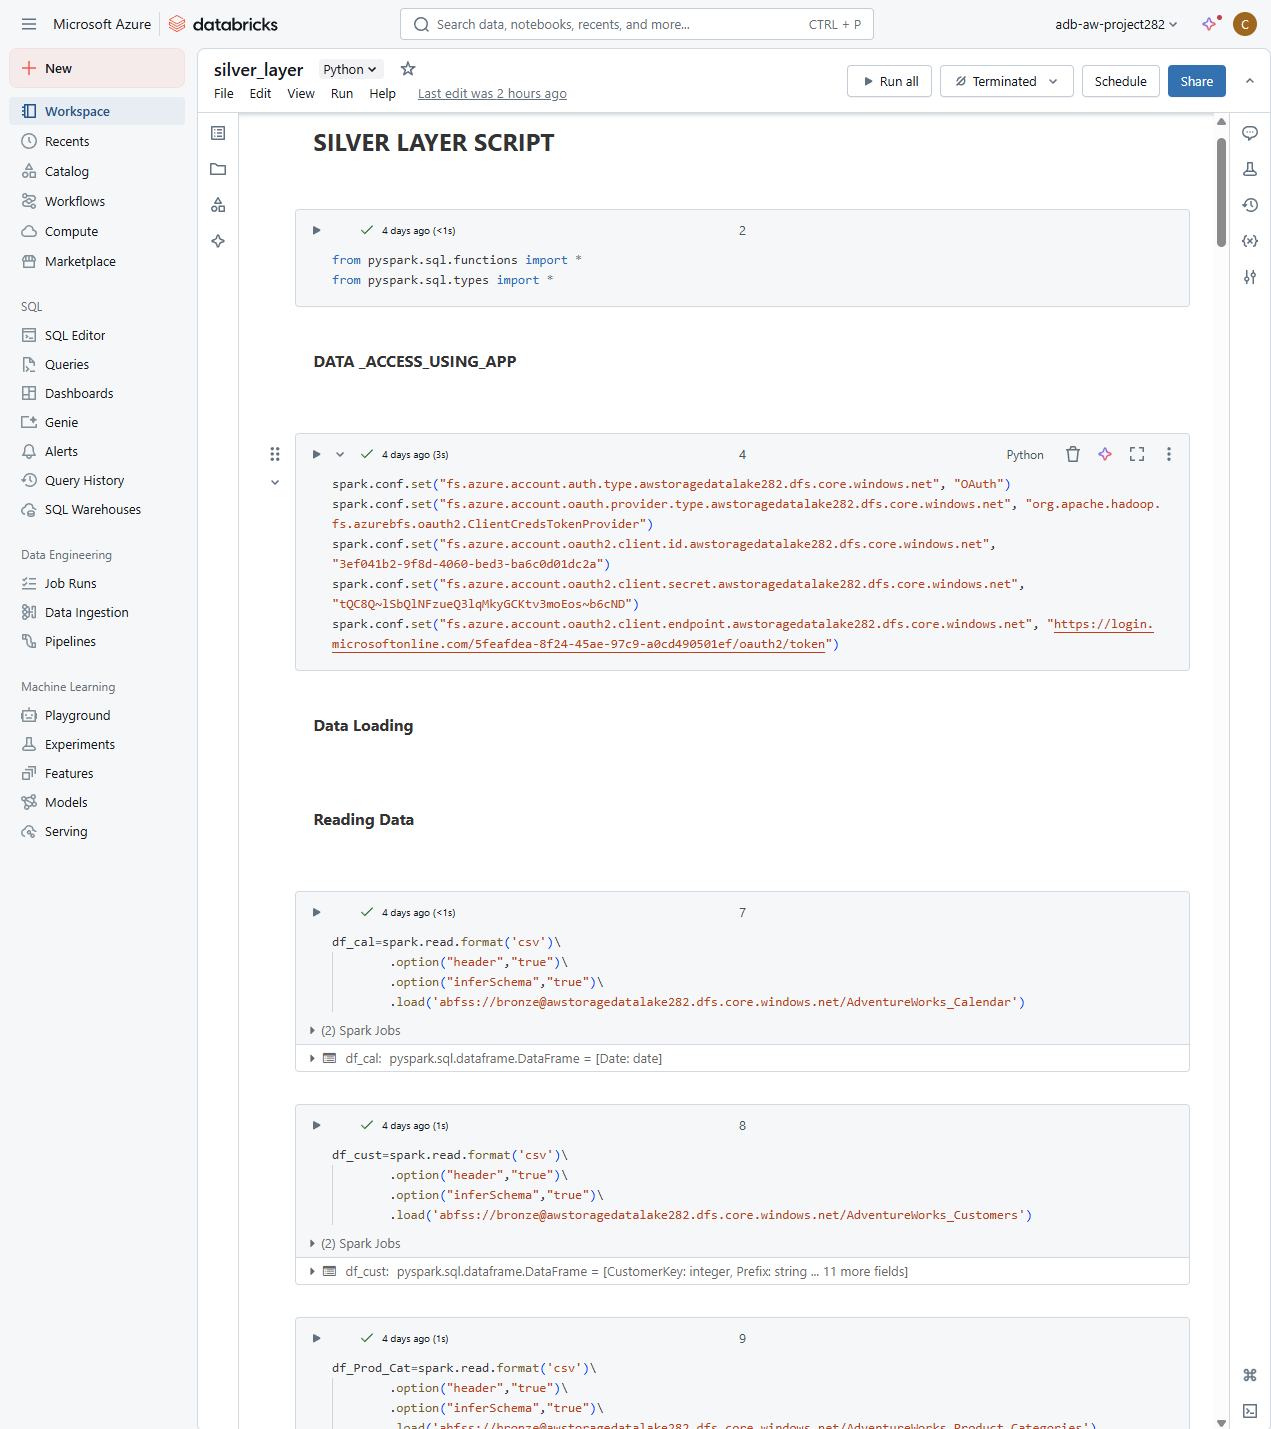 Microsoft Azure
databricks
Search data, notebooks, recents, and more...
CTRL + P
adb-aw-project282
C
New
Workspace
Recents
Catalog
Workflows
Compute
Marketplace
SQL
SQL Editor
Queries
Dashboards
Genie
Alerts
Query History
SQL Warehouses
Data Engineering
Job Runs
Data Ingestion
Pipelines
Machine Learning
Playground
Experiments
Features
Models
Serving
silver_layer
Python
File Edit View Run Help Last edit was 2 hours ago
Run all
Terminated
Schedule
Share
SILVER LAYER SCRIPT
4 days ago (<1s)
2
from pyspark.sql.functions import *
from pyspark.sql.types import *
DATA _ACCESS_USING_APP
4 days ago (3s)
4
Python
spark.conf.set("fs.azure.account.auth.type.awstoragedatalake282.dfs.core.windows.net", "OAuth")
spark.conf.set("fs.azure.account.oauth.provider.type.awstoragedatalake282.dfs.core.windows.net", "org.apache.hadoop.
fs.azurebfs.oauth2.ClientCredsTokenProvider")
spark.conf.set("fs.azure.account.oauth2.client.id.awstoragedatalake282.dfs.core.windows.net",
"3ef041b2-9f8d-4060-bed3-ba6c0d01dc2a")
spark.conf.set("fs.azure.account.oauth2.client.secret.awstoragedatalake282.dfs.core.windows.net",
"tQC8Q~lSbQlNFzueQ3lqMkyGCKtv3moEos~b6cND")
spark.conf.set("fs.azure.account.oauth2.client.endpoint.awstoragedatalake282.dfs.core.windows.net", "https://login.
microsoftonline.com/5feafdea-8f24-45ae-97c9-a0cd490501ef/oauth2/token")
Data Loading
Reading Data
4 days ago (<1s)
7
df_cal=spark.read.format('csv')\
.option("header","true")\
.option("inferSchema","true")\
.load('abfss://bronze@awstoragedatalake282.dfs.core.windows.net/AdventureWorks_Calendar')
(2) Spark Jobs
df_cal: pyspark.sql.dataframe.DataFrame = [Date: date]
4 days ago (1s)
8
df_cust=spark.read.format('csv')\
.option("header","true")\
.option("inferSchema","true")\
.load('abfss://bronze@awstoragedatalake282.dfs.core.windows.net/AdventureWorks_Customers')
(2) Spark Jobs
df_cust: pyspark.sql.dataframe.DataFrame = [CustomerKey: integer, Prefix: string ... 11 more fields]
4 days ago (1s)
9
df_Prod_Cat=spark.read.format('csv')\
.option("header","true")\
.option("inferSchema","true")\
.load('abfss://bronze@awstoragedatalake282.dfs.core.windows.net/AdventureWorks_Product_Categories')